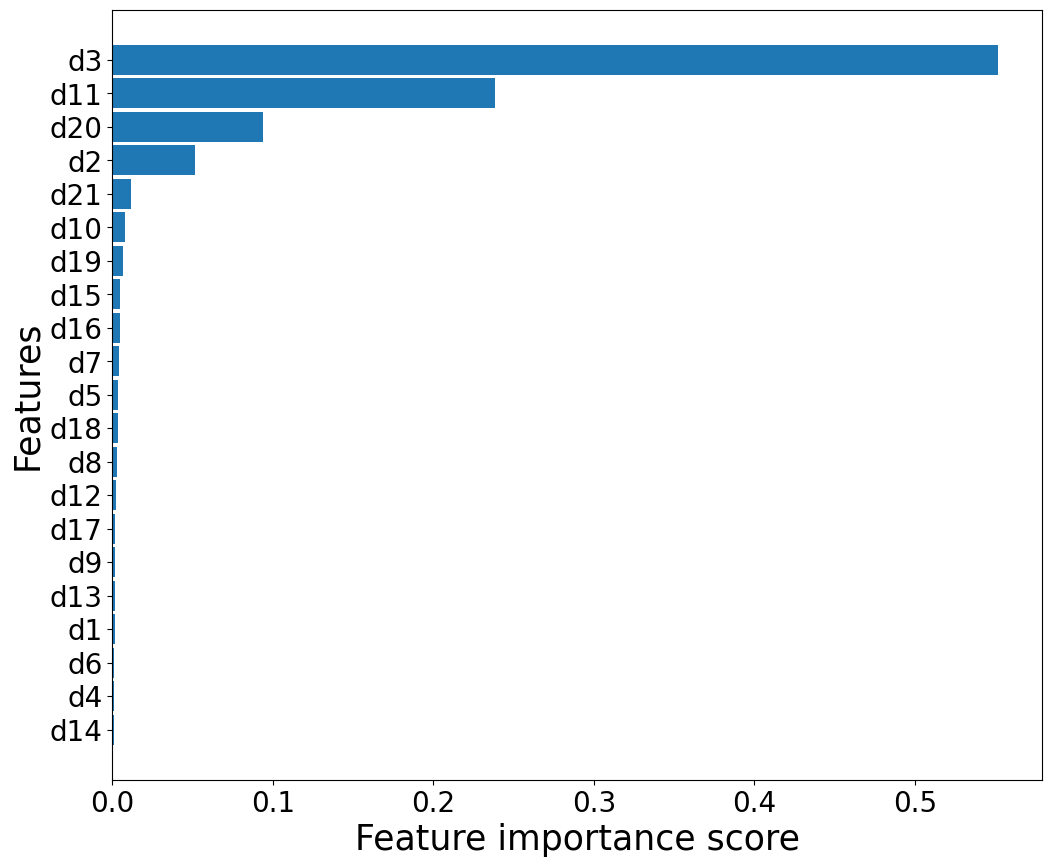 d3
d11
d20
d2
d21
d10
d19
d15
d16
d7
d5
d18
d8
d12
d17
d9
d13
d1
d6
d4
d14
Features
0.0 0.1 0.2 0.3 0.4 0.5
Feature importance score